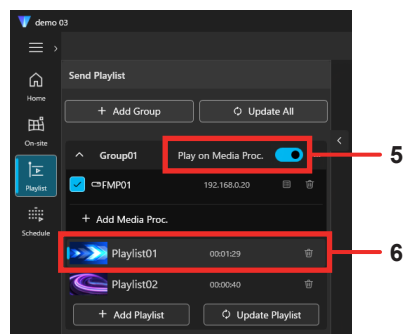 demo 03
Send Playlist
Home
+ Add Group
Update All
On-site
Group01
Play on Media Proc.
5
Playlist
FMP01
192.168.0.20
+ Add Media Proc.
Schedule
Playlist01
00:01:29
6
Playlist02
00:00:40
+ Add Playlist
Update Playlist